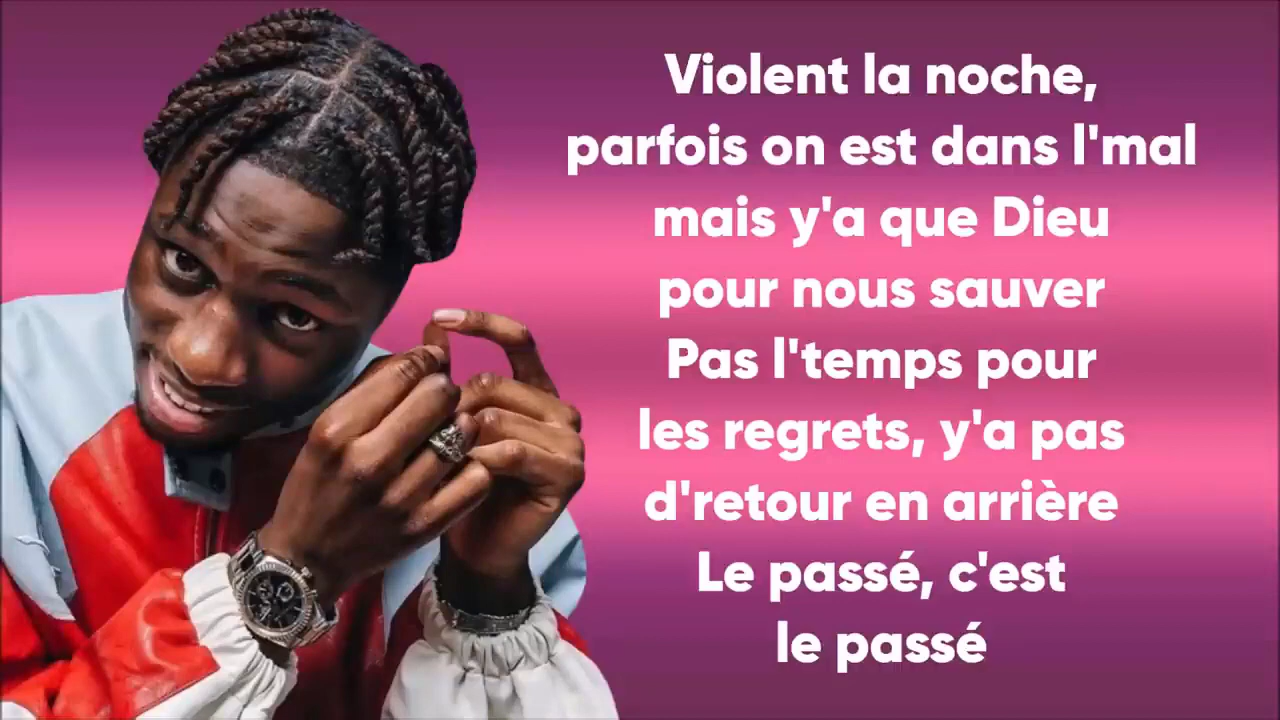 Violent la noche,
parfois on est dans l'mal
mais y'a que Dieu
pour nous sauver
Pas l'temps pour
les regrets, y'a pas
d'retour en arrière
Le passé, c'est
le passé